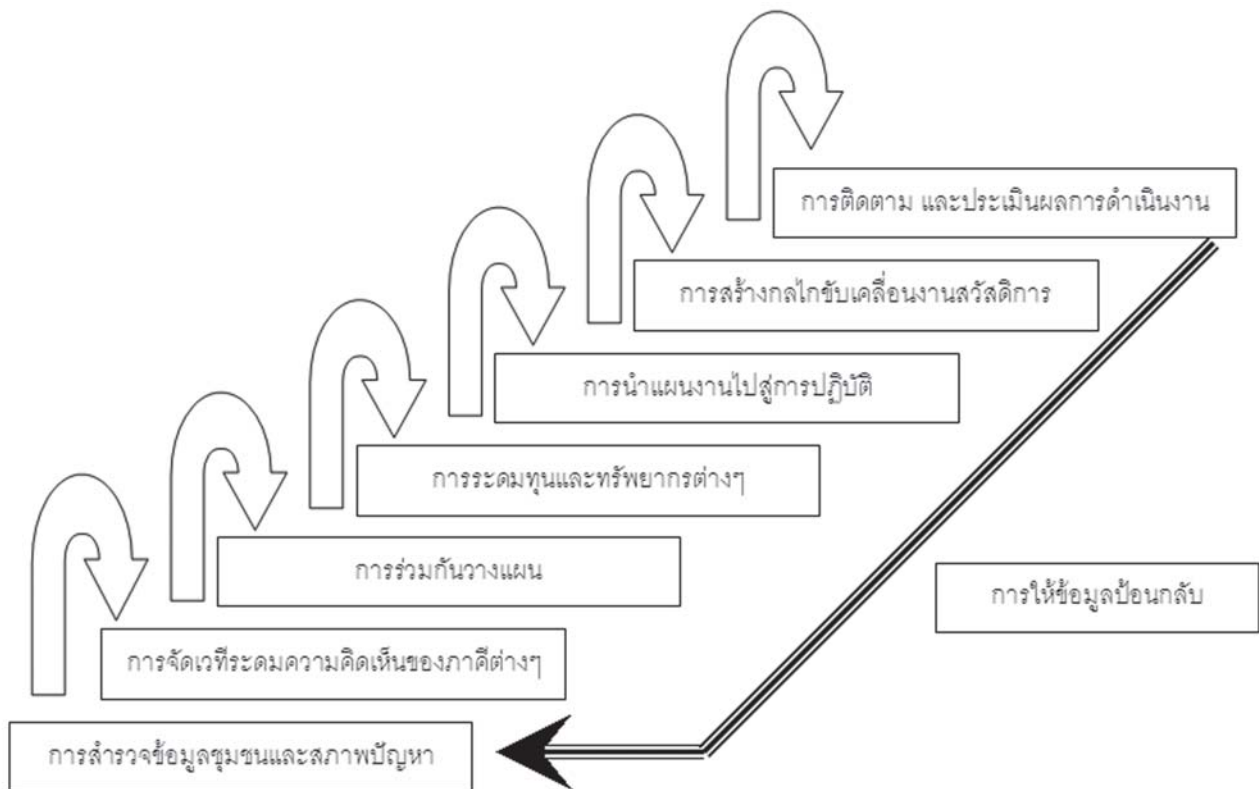 การติดตาม และประเมินผลการดำเนินงาน
การสร้างกลไกขับเคลื่อนงานสวัสดิการ
การนำแผนงานไปสู่การปฏิบัติ
การระดมทุนและทรัพยากรต่างๆ
การร่วมกันวางแผน
การให้ข้อมูลป้อนกลับ
การจัดเวทีระดมความคิดเห็นของภาคีต่างๆ
การสำรวจข้อมูลชุมชนและสภาพปัญหา